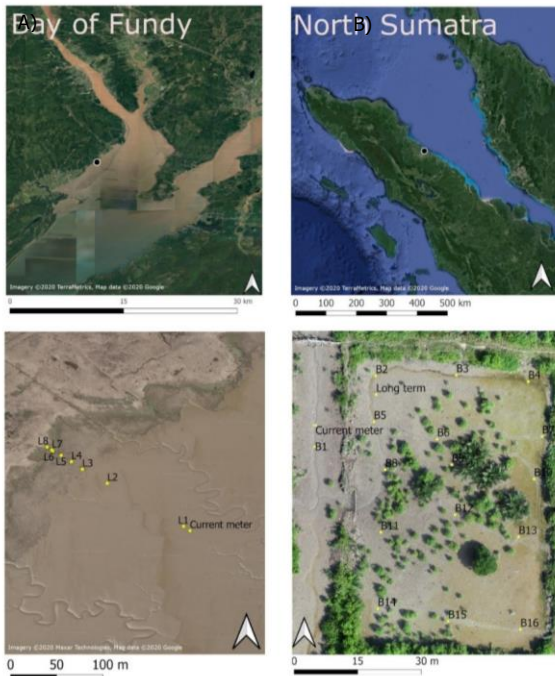 A)
Bay of Fundy
B)
North Sumatra
Imagery ©2020 TerraMetrics, Map data ©2020 Google
0 15 30 km
Imagery ©2020 TerraMetrics, Map data ©2020 Google
0 100 200 300 400 500 km
L8
L7
L6
L5
L4
L3
L2
L1
Current meter
Imagery ©2020 Maxar Technologies, Map data ©2020 Google
0 50 100 m
B2
B3
B4
Long term
B5
Current meter
B1
B6
B7
B8
B11
B13
B14
B15
B16
0 15 30 m